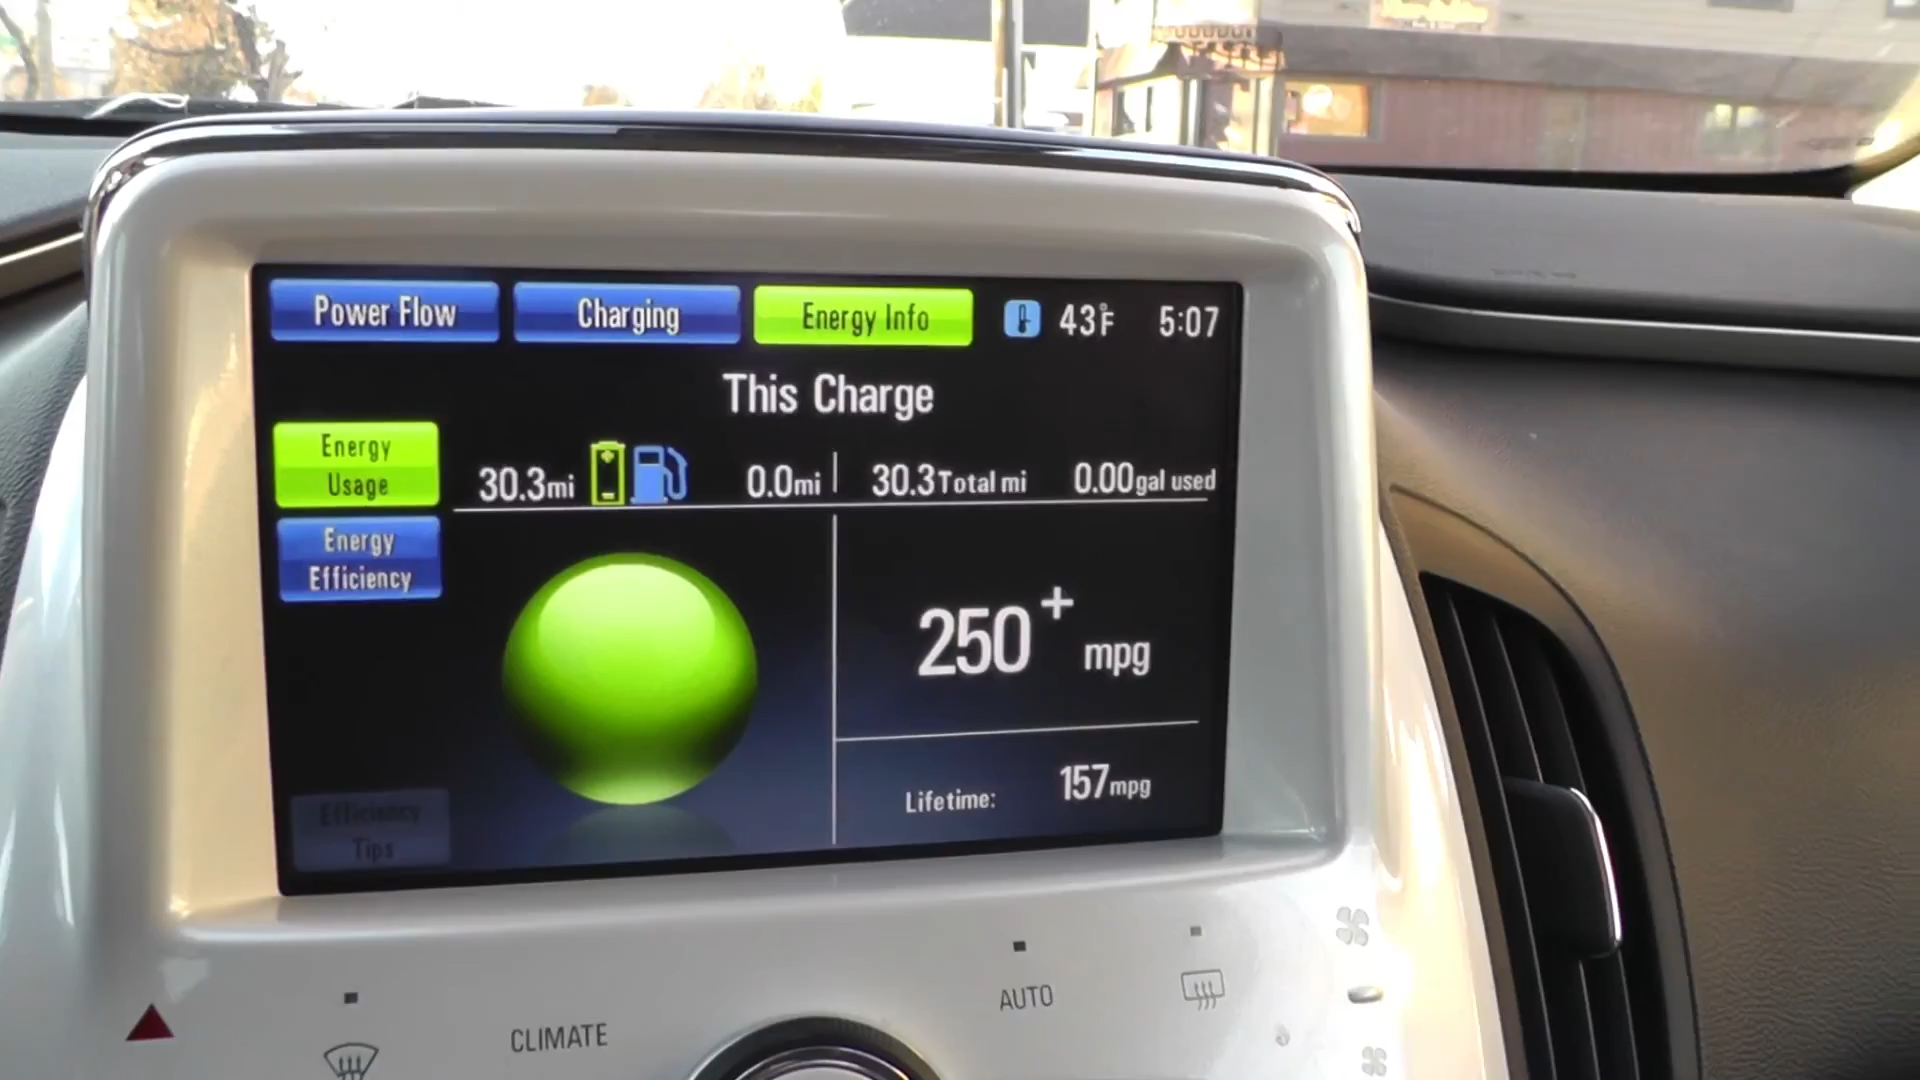 Power Flow
Charging
Energy Info
43°F
5:07
This Charge
Energy
Usage
30.3mi
0.0mi
30.3Total mi
0.00gal used
Energy
Efficiency
250+ mpg
Lifetime:
157mpg
Efficiency
Tips
AUTO
CLIMATE